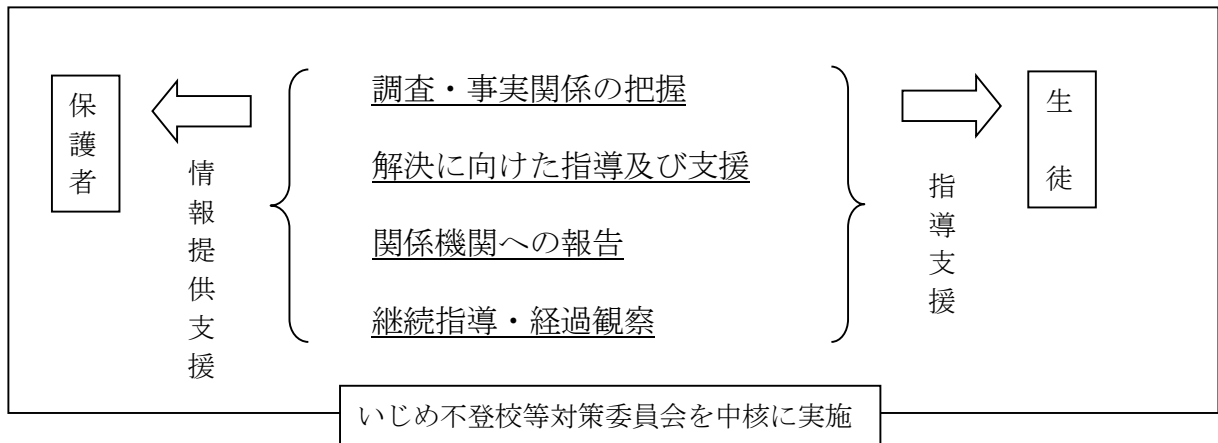 保護者
情報提供支援
調査・事実関係の把握
解決に向けた指導及び支援
関係機関への報告
継続指導・経過観察
指導支援
生徒
いじめ不登校等対策委員会を中核に実施